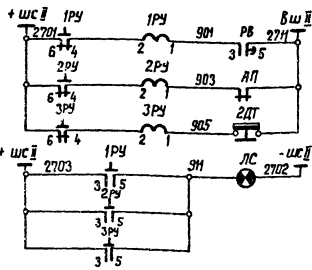 + шс II 1РУ 1РУ Вш II
2701 901 РВ 2711
6 4 2 1 3 5
2РУ 2РУ 903 АП
6 4 2 1
3РУ 3РУ 2ДТ
6 4 2 1 905
+ шс II - шс II
2703 1РУ 911 ЛС 2702
3 5
2РУ
3 5
3РУ
3 5